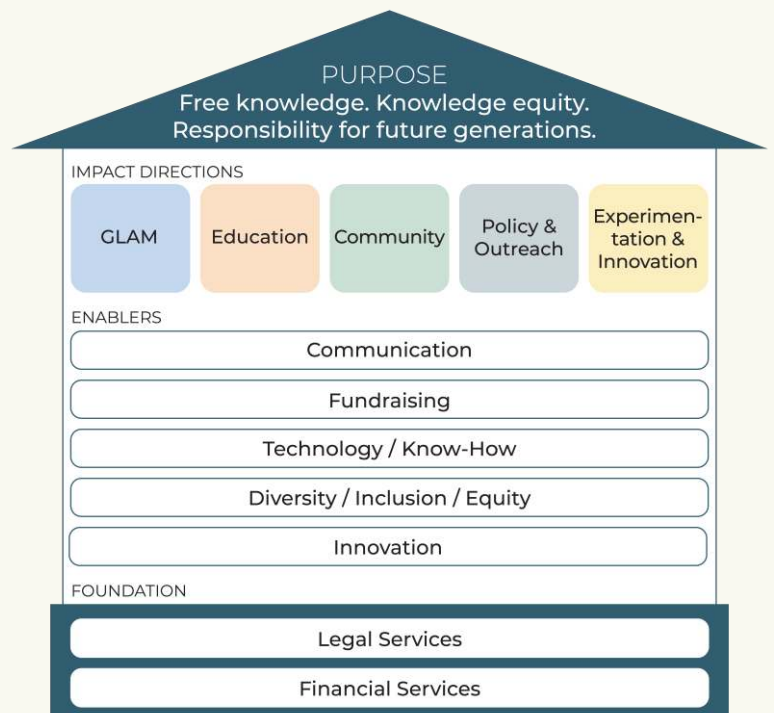 PURPOSE
Free knowledge. Knowledge equity.
Responsibility for future generations.
IMPACT DIRECTIONS
GLAM
Education
Community
Policy &
Outreach
Experimen-
tation &
Innovation
ENABLERS
Communication
Fundraising
Technology / Know-How
Diversity / Inclusion / Equity
Innovation
FOUNDATION
Legal Services
Financial Services